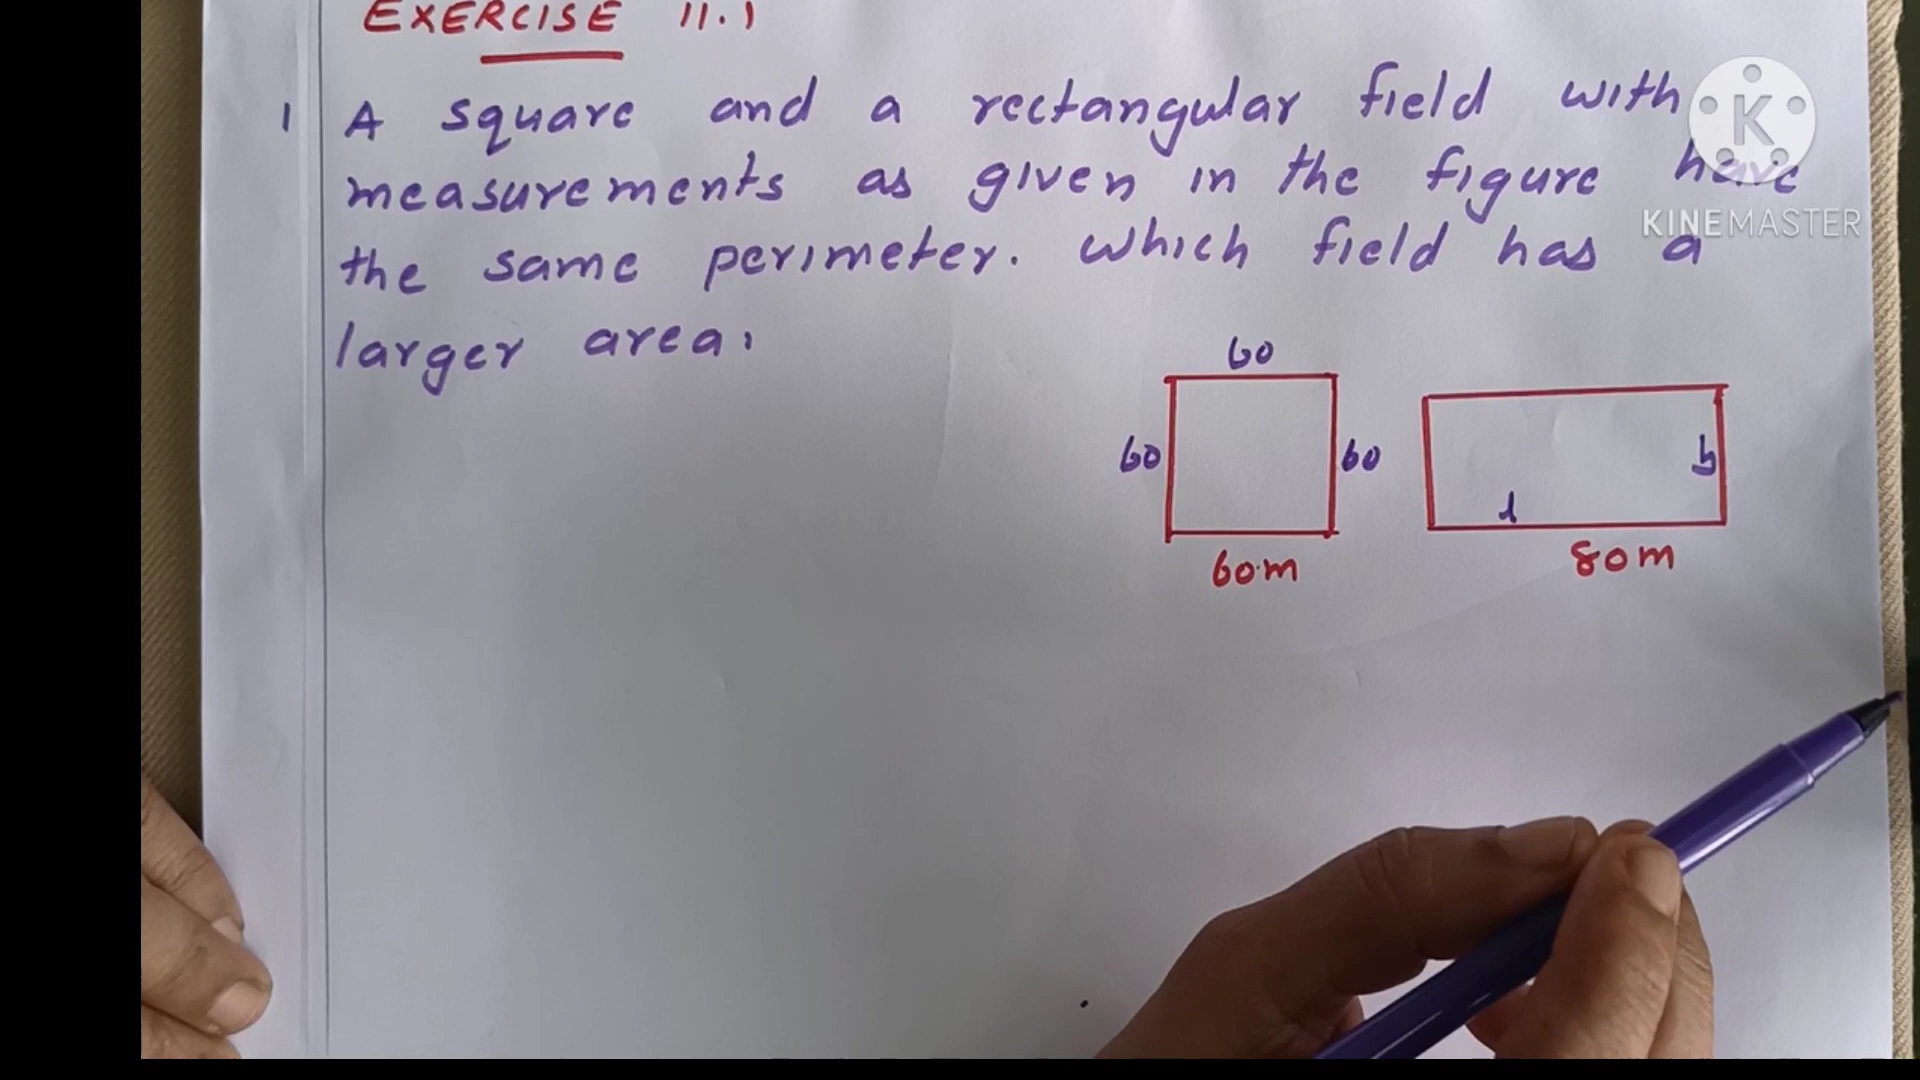 EXERCISE 11.1
1 A square and a rectangular field with
measurements as given in the figure have
the same perimeter. Which field has a
larger area.
K
KINEMASTER
60
60
60
60m
l
b
80m